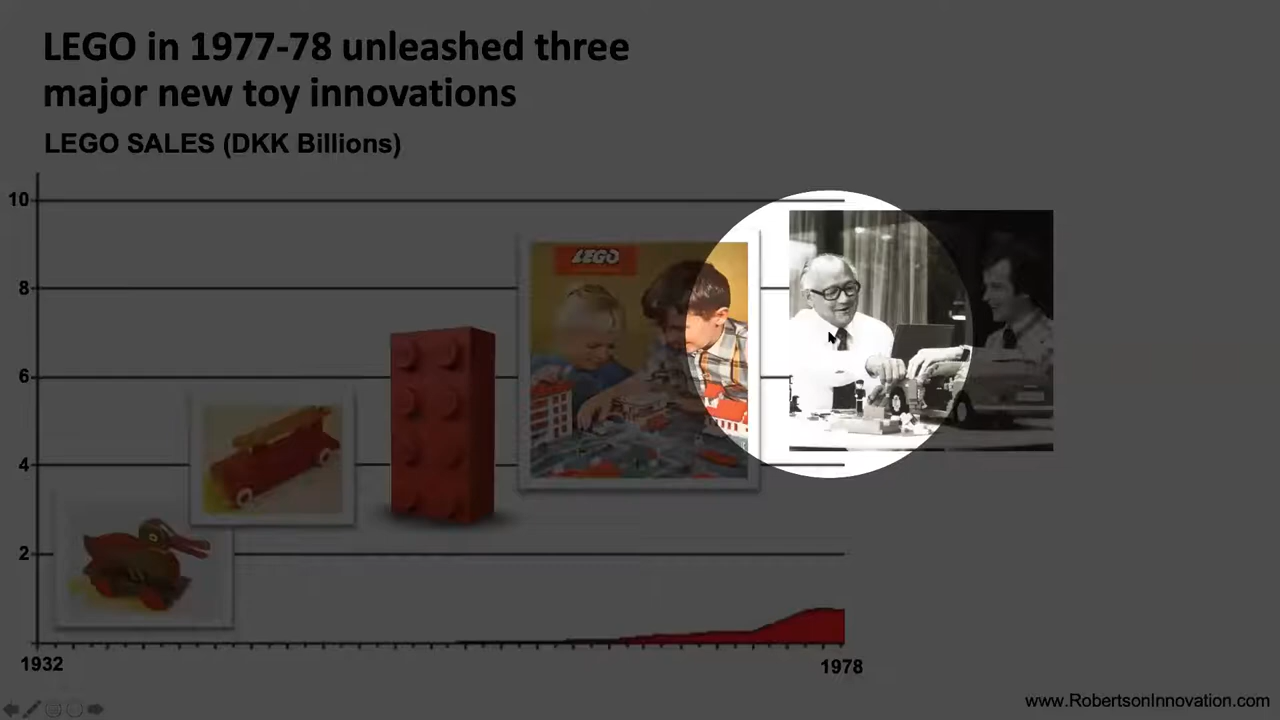 LEGO in 1977-78 unleashed three
major new toy innovations
LEGO SALES (DKK Billions)
10
8
6
4
2
LEGO
1932
1978
www.RobertsonInnovation.com